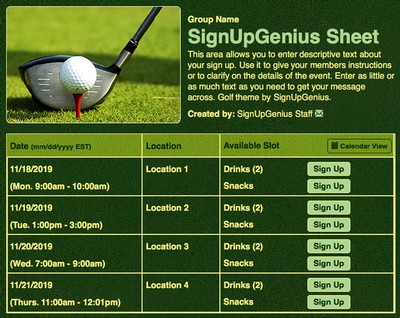 Group Name
SignUpGenius Sheet
This area allows you to enter descriptive text about
your sign up. Use it to give your members instructions
or to clarify on the details of the event. Enter as little or
as much text as you need to get your message
across. Golf theme by SignUpGenius.
Created by: SignUpGenius Staff
Date (mm/dd/yyyy EST) Location Available Slot Calendar View
11/18/2019 Location 1 Drinks (2) Sign Up
(Mon. 9:00am - 10:00am) Snacks Sign Up
11/19/2019 Location 2 Drinks (2) Sign Up
(Tue. 1:00pm - 3:00pm) Snacks Sign Up
11/20/2019 Location 3 Drinks (2) Sign Up
(Wed. 7:00am - 9:00am) Snacks Sign Up
11/21/2019 Location 4 Drinks (2) Sign Up
(Thurs. 11:00am - 12:01pm) Snacks Sign Up